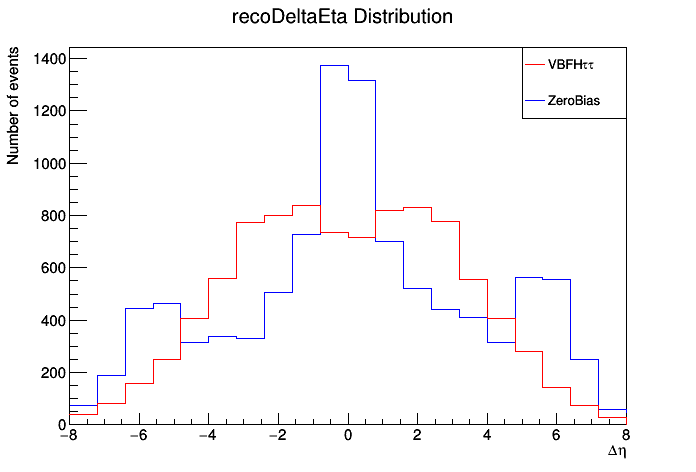 recoDeltaEta Distribution
Number of events
1400
1200
1000
800
600
400
200
0
VBFHττ
ZeroBias
−8 −6 −4 −2 0 2 4 6 8
Δη